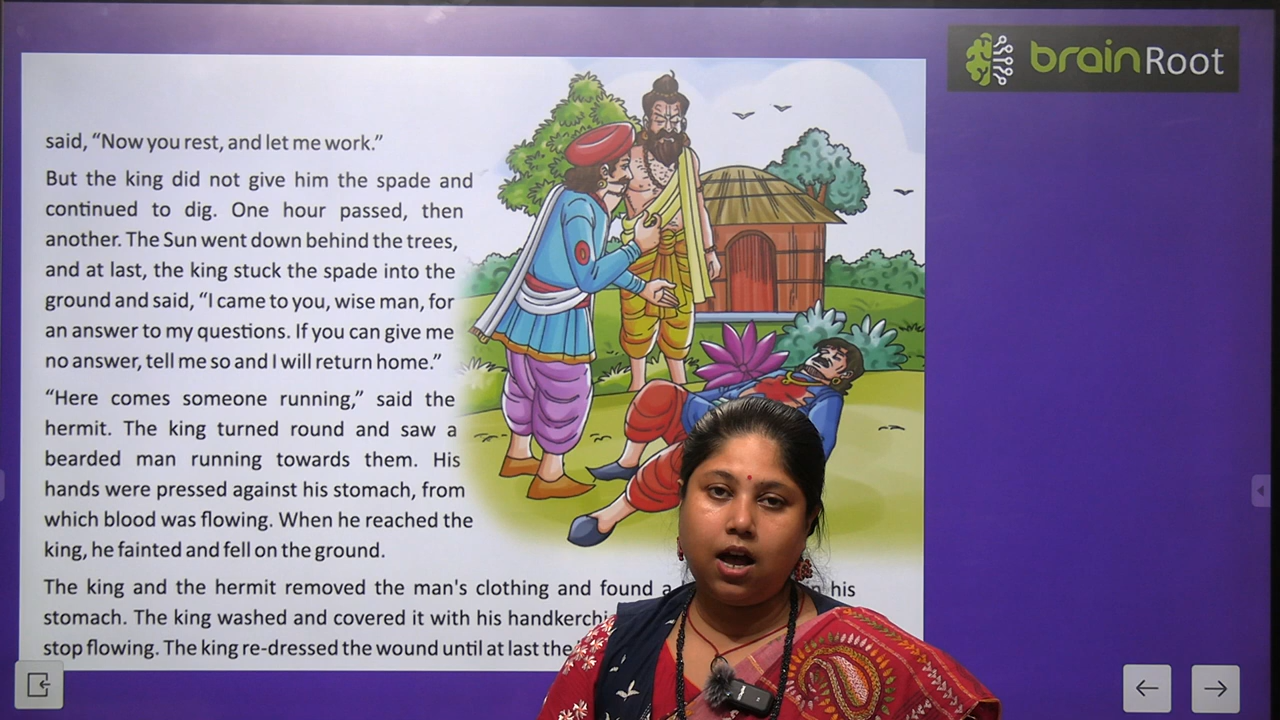 brainRoot
said, “Now you rest, and let me work.”
But the king did not give him the spade and
continued to dig. One hour passed, then
another. The Sun went down behind the trees,
and at last, the king stuck the spade into the
ground and said, “I came to you, wise man, for
an answer to my questions. If you can give me
no answer, tell me so and I will return home.”
“Here comes someone running,” said the
hermit. The king turned round and saw a
bearded man running towards them. His
hands were pressed against his stomach, from
which blood was flowing. When he reached the
king, he fainted and fell on the ground.
The king and the hermit removed the man's clothing and found a his
stomach. The king washed and covered it with his
stop flowing. The king re-dressed the wound until at last the